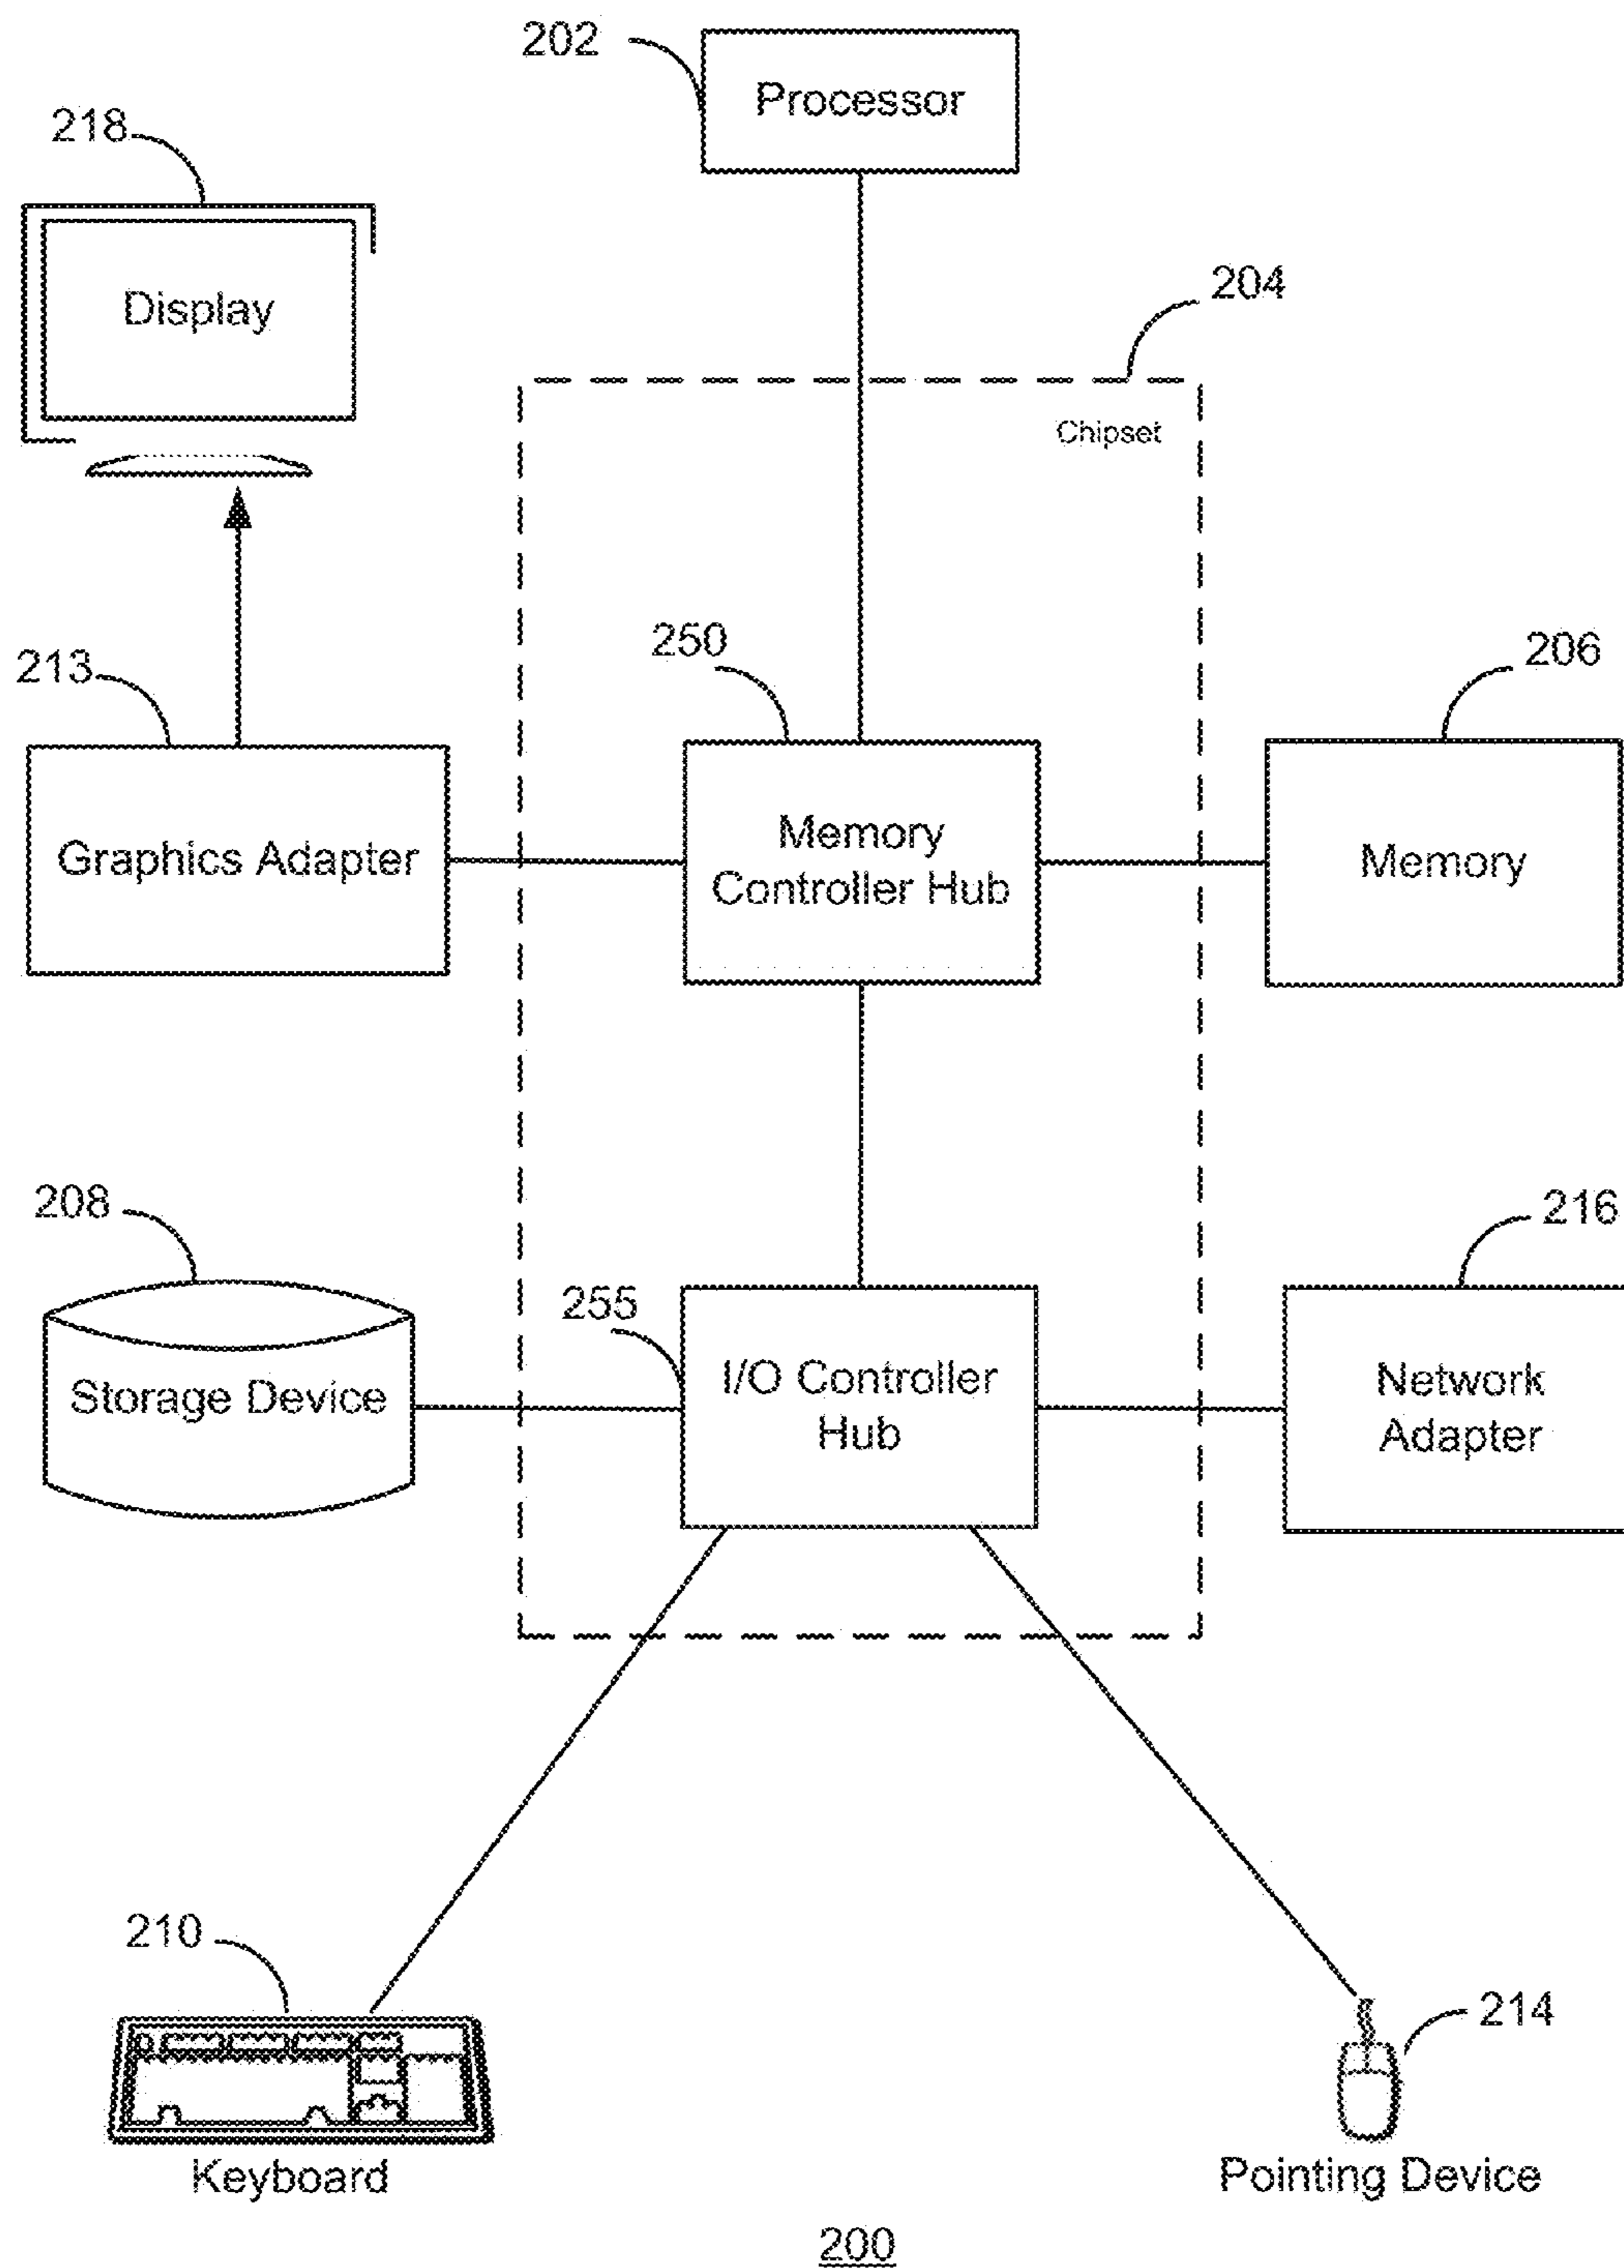 202
Processor
218
Display
204
Chipset
250
206
213
Graphics Adapter
Memory
Controller Hub
Memory
208
216
255
Storage Device
I/O Controller
Hub
Network
Adapter
210
214
Keyboard
Pointing Device
200